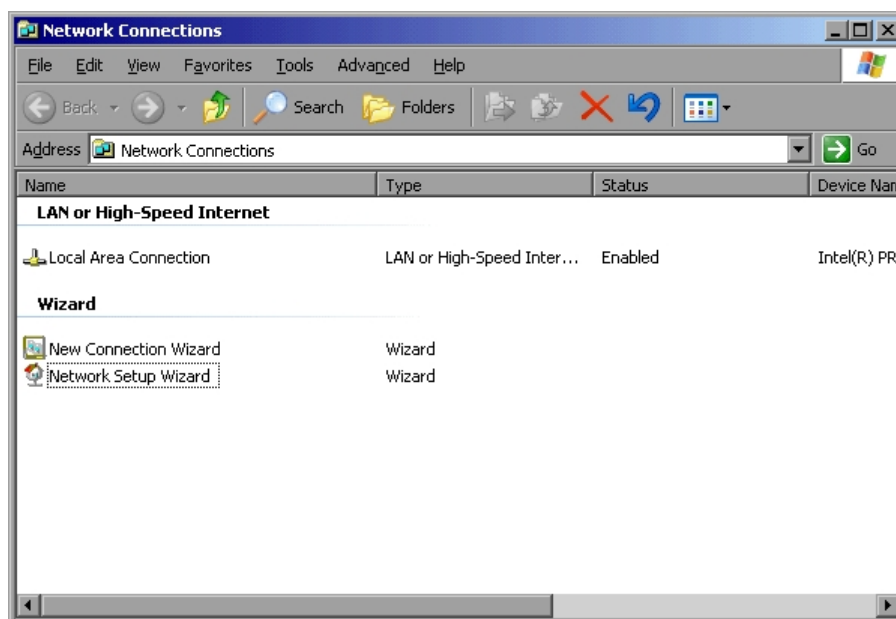 Network Connections
File Edit View Favorites Tools Advanced Help
Back Search Folders
Address Network Connections Go
Name Type Status Device Nam
LAN or High-Speed Internet
Local Area Connection LAN or High-Speed Inter... Enabled Intel(R) PR
Wizard
New Connection Wizard Wizard
Network Setup Wizard Wizard